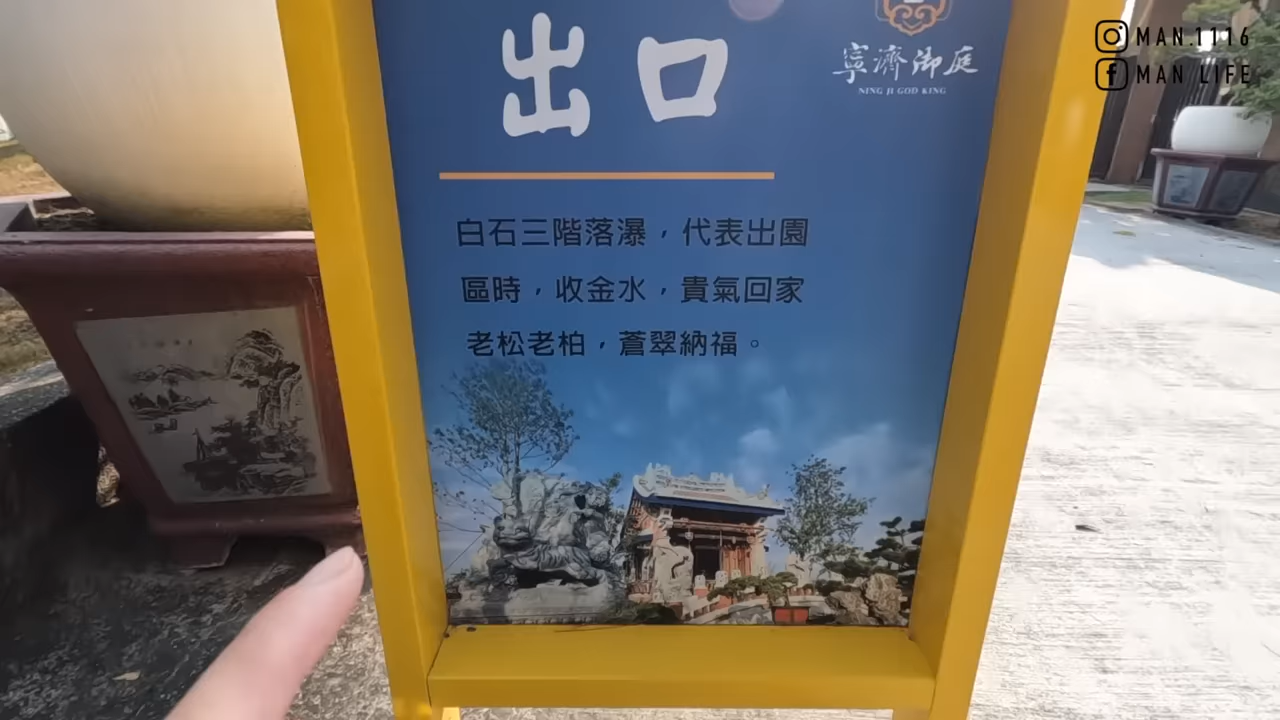 出口
寧濟御庭
NING JI GOD KING
MAN.1116
MAN LIFE
白石三階落瀑，代表出園
區時，收金水，貴氣回家
老松老柏，蒼翠納福。